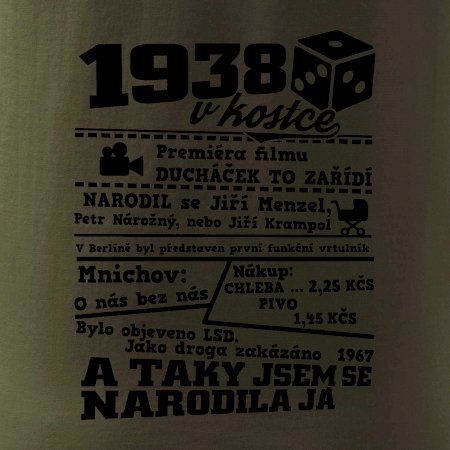 1938
v kostce
Premiéra filmu
DUCHÁČEK TO ZAŘÍDÍ
NARODIL se Jiří Menzel,
Petr Nárožný, nebo Jiří Krampol
V Berlíně byl představen první funkční vrtulník
Mnichov:
O nás bez nás
Nákup:
CHLEBA ... 2,25 KČS
PIVO
1,45 KČS
Bylo objeveno LSD.
Jako droga zakázáno 1967
A TAKY JSEM SE
NARODILA JÁ